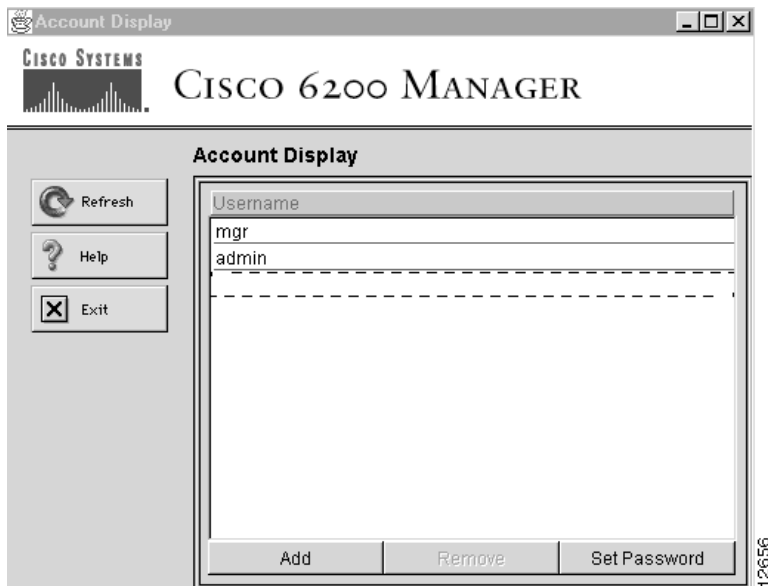 Account Display
CISCO SYSTEMS
CISCO 6200 MANAGER
Account Display
Refresh
Help
Exit
Username
mgr
admin
Add
Remove
Set Password
12656